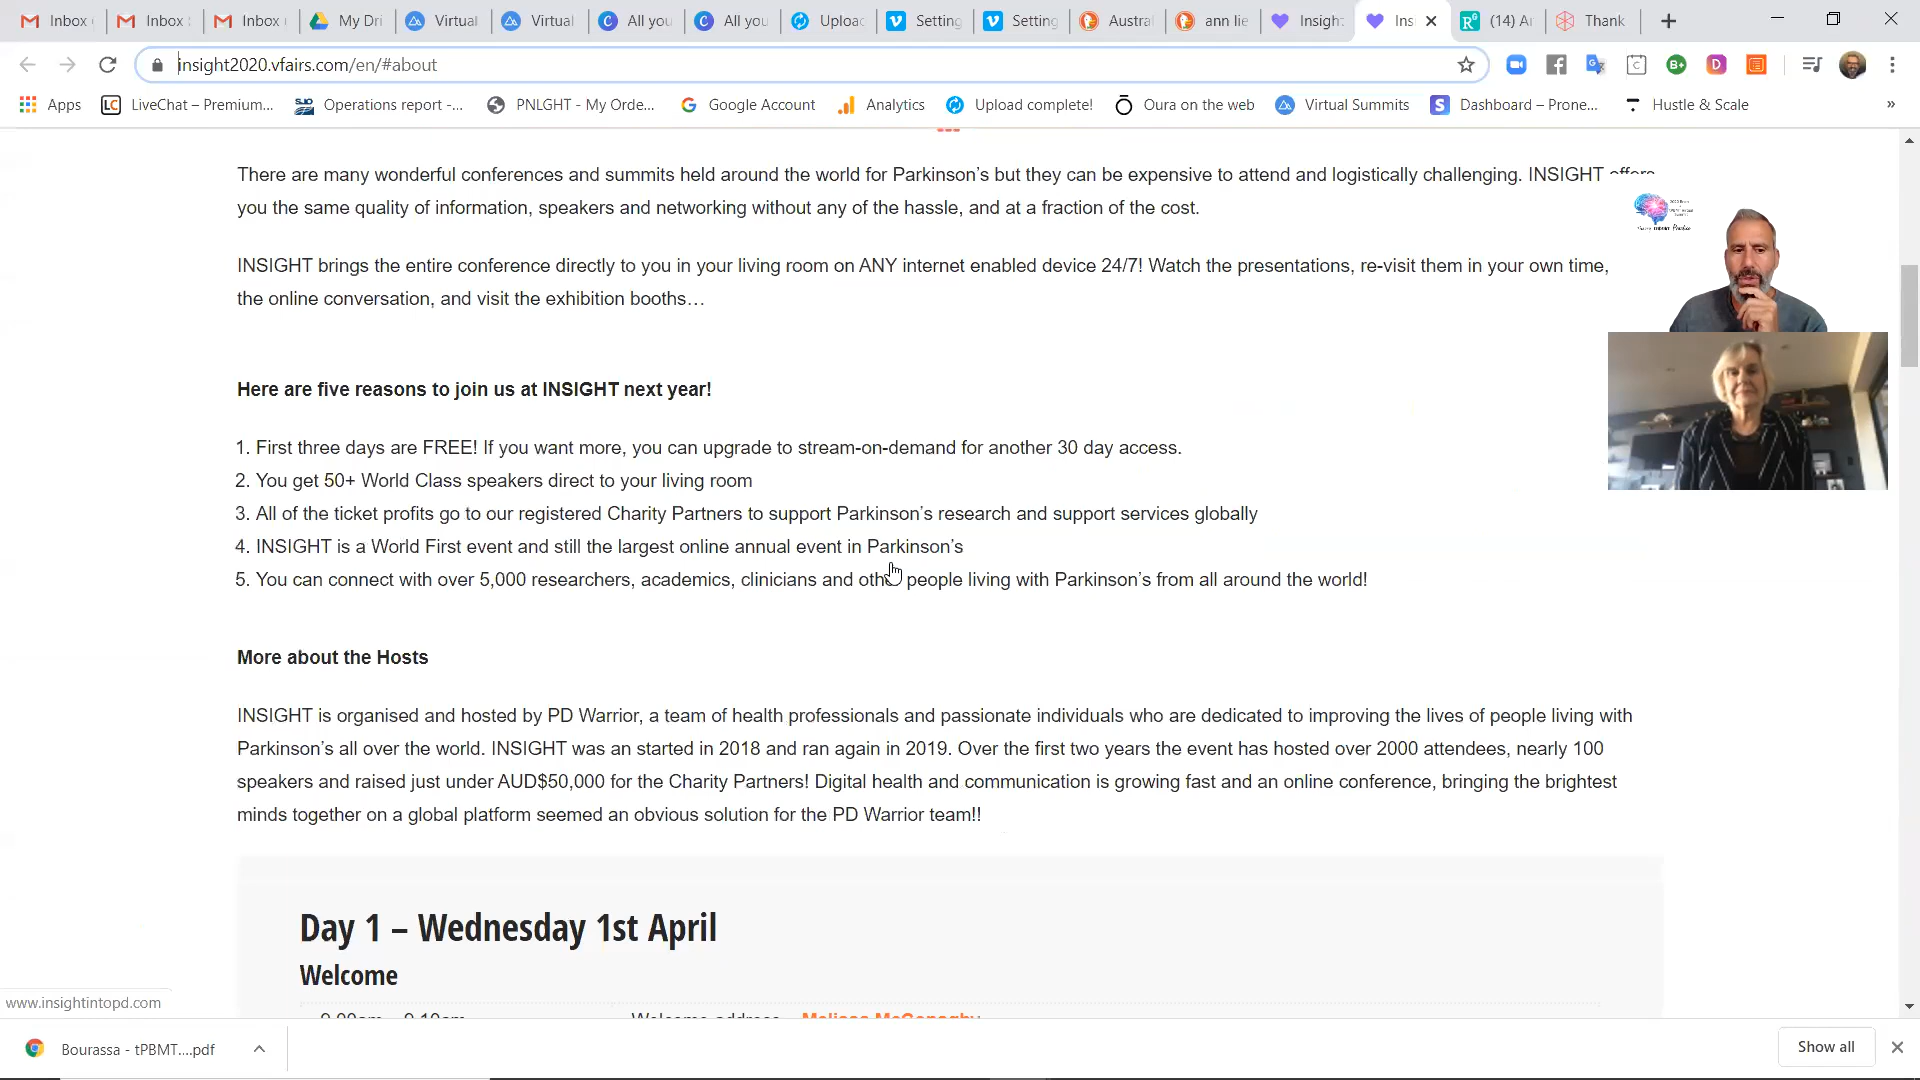 Inbox
Inbox
Inbox
My Dri
Virtual
Virtual
All you
All you
Uploac
Setting
Setting
Austra
ann lie
Insight
Ins
(14) A
Thank
insight2020.vfairs.com/en/#about
Apps
LiveChat – Premium...
Operations report -...
PNLGHT - My Orde...
Google Account
Analytics
Upload complete!
Oura on the web
Virtual Summits
Dashboard – Prone...
Hustle & Scale
There are many wonderful conferences and summits held around the world for Parkinson's but they can be expensive to attend and logistically challenging. INSIGHT offers
you the same quality of information, speakers and networking without any of the hassle, and at a fraction of the cost.
INSIGHT brings the entire conference directly to you in your living room on ANY internet enabled device 24/7! Watch the presentations, re-visit them in your own time,
the online conversation, and visit the exhibition booths…
Here are five reasons to join us at INSIGHT next year!
1. First three days are FREE! If you want more, you can upgrade to stream-on-demand for another 30 day access.
2. You get 50+ World Class speakers direct to your living room
3. All of the ticket profits go to our registered Charity Partners to support Parkinson's research and support services globally
4. INSIGHT is a World First event and still the largest online annual event in Parkinson's
5. You can connect with over 5,000 researchers, academics, clinicians and other people living with Parkinson's from all around the world!
More about the Hosts
INSIGHT is organised and hosted by PD Warrior, a team of health professionals and passionate individuals who are dedicated to improving the lives of people living with
Parkinson's all over the world. INSIGHT was an started in 2018 and ran again in 2019. Over the first two years the event has hosted over 2000 attendees, nearly 100
speakers and raised just under AUD$50,000 for the Charity Partners! Digital health and communication is growing fast and an online conference, bringing the brightest
minds together on a global platform seemed an obvious solution for the PD Warrior team!!
Day 1 – Wednesday 1st April
Welcome
9.00am – 9.10am Welcome address – Melissa McConaghy
www.insightintopd.com
Bourassa - tPBMT....pdf
Show all